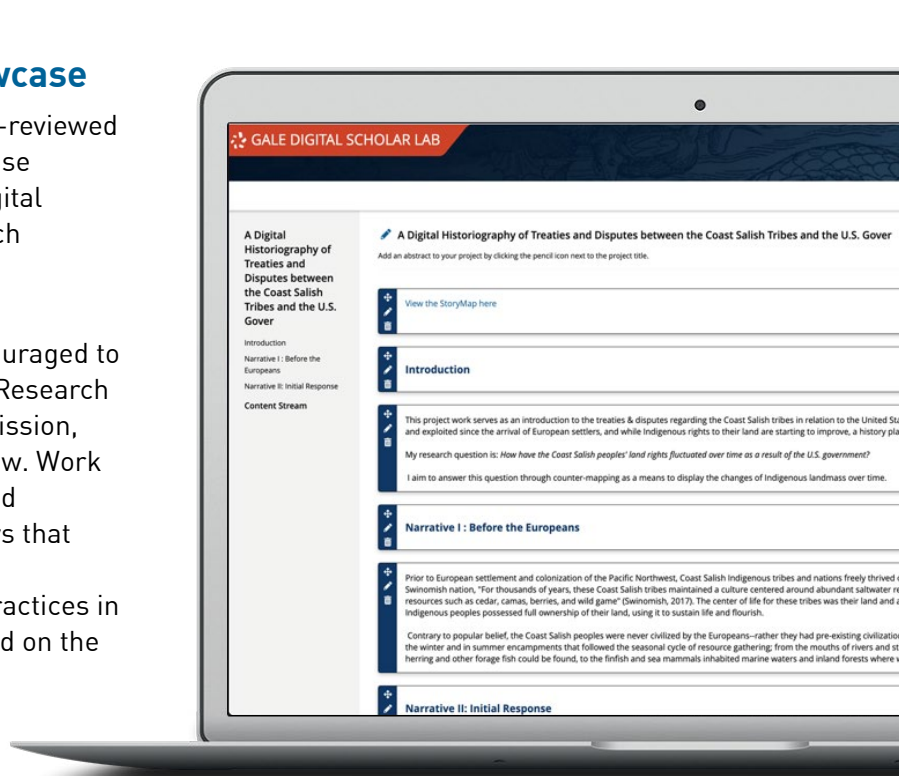 wcase
-reviewed
se
gital
ch
ouraged to
Research
ission,
w. Work
d
rs that
ractices in
d on the
GALE DIGITAL SCHOLAR LAB
A Digital
Historiography of
Treaties and
Disputes between
the Coast Salish
Tribes and the U.S.
Gover
Introduction
Narrative I : Before the
Europeans
Narrative II: Initial Response
Content Stream
A Digital Historiography of Treaties and Disputes between the Coast Salish Tribes and the U.S. Gover
Add an abstract to your project by clicking the pencil icon next to the project title.
View the StoryMap here
Introduction
This project work serves as an introduction to the treaties & disputes regarding the Coast Salish tribes in relation to the United Sta
and exploited since the arrival of European settlers, and while Indigenous rights to their land are starting to improve, a history pla
My research question is: How have the Coast Salish peoples' land rights fluctuated over time as a result of the U.S. government?
I aim to answer this question through counter-mapping as a means to display the changes of Indigenous landmass over time.
Narrative I : Before the Europeans
Prior to European settlement and colonization of the Pacific Northwest, Coast Salish Indigenous tribes and nations freely thrived
Swinomish nation, "For thousands of years, these Coast Salish tribes maintained a culture centered around abundant saltwater re
resources such as cedar, camas, berries, and wild game" (Swinomish, 2017). The center of life for these tribes was their land and a
Indigenous peoples possessed full ownership of their land, using it to sustain life and flourish.
Contrary to popular belief, the Coast Salish peoples were never civilized by the Europeans--rather they had pre-existing civilization
the winter and in summer encampments that followed the seasonal cycle of resource gathering; from the mouths of rivers and st
herring and other forage fish could be found, to the finfish and sea mammals inhabited marine waters and inland forests where w
Narrative II: Initial Response